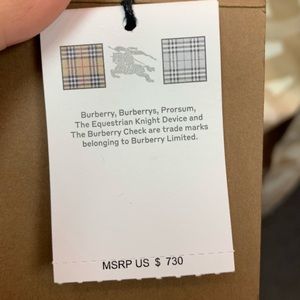 Burberry, Burberrys, Prorsum,
The Equestrian Knight Device and
The Burberry Check are trade marks
belonging to Burberry Limited.
MSRP US $ 730